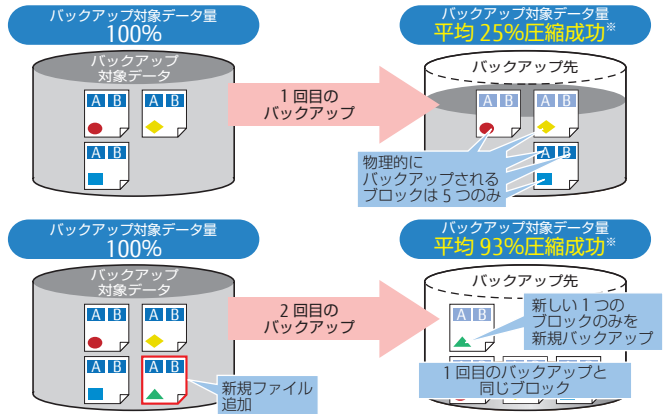 バックアップ対象データ量
100%
バックアップ
対象データ
A B
A B
A B
1回目の
バックアップ
バックアップ対象データ量
平均 25%圧縮成功※
バックアップ先
A B
A B
A B
物理的に
バックアップされる
ブロックは5つのみ
バックアップ対象データ量
100%
バックアップ
対象データ
A B
A B
A B
A B
新規ファイル
追加
2回目の
バックアップ
バックアップ対象データ量
平均 93%圧縮成功※
バックアップ先
A B
新しい1つの
ブロックのみを
新規バックアップ
1回目のバックアップと
同じブロック